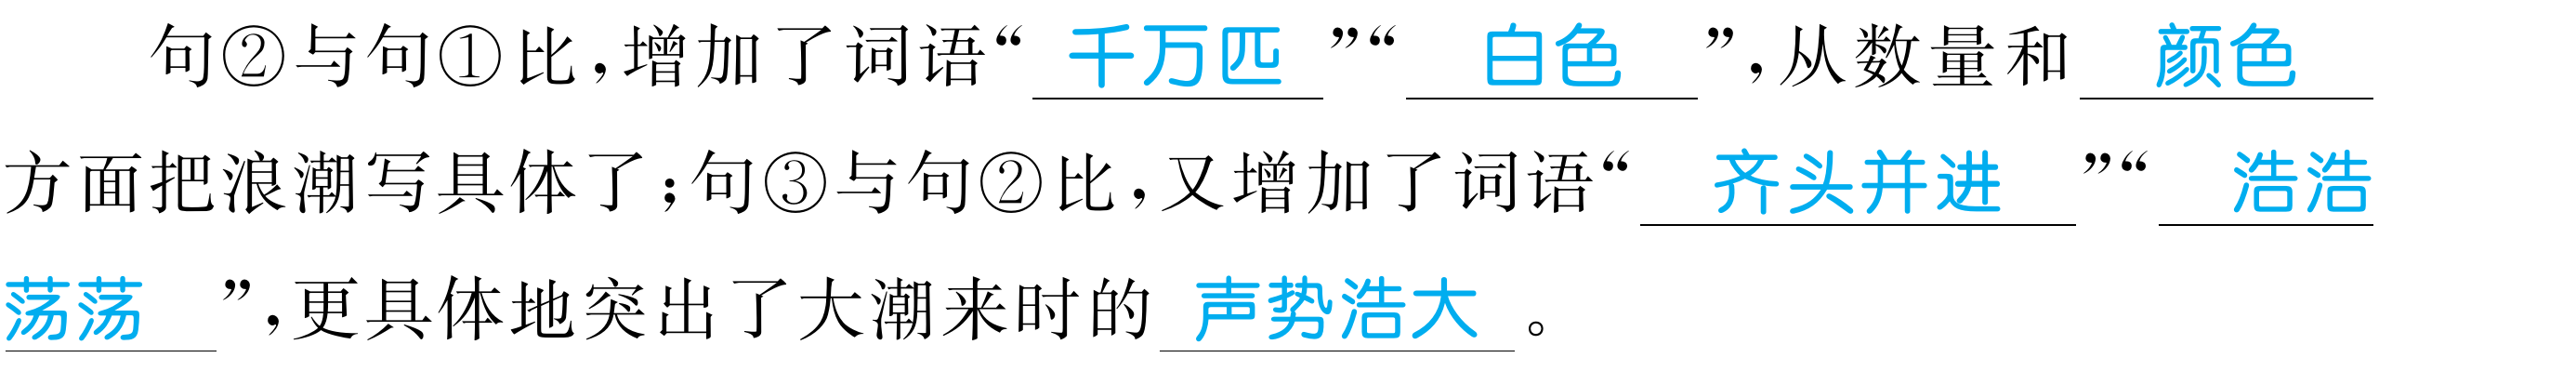 句②与句①比,增加了词语“千万匹”“白色”,从数量和颜色
方面把浪潮写具体了;句③与句②比,又增加了词语“齐头并进”“浩浩
荡荡”,更具体地突出了大潮来时的声势浩大。